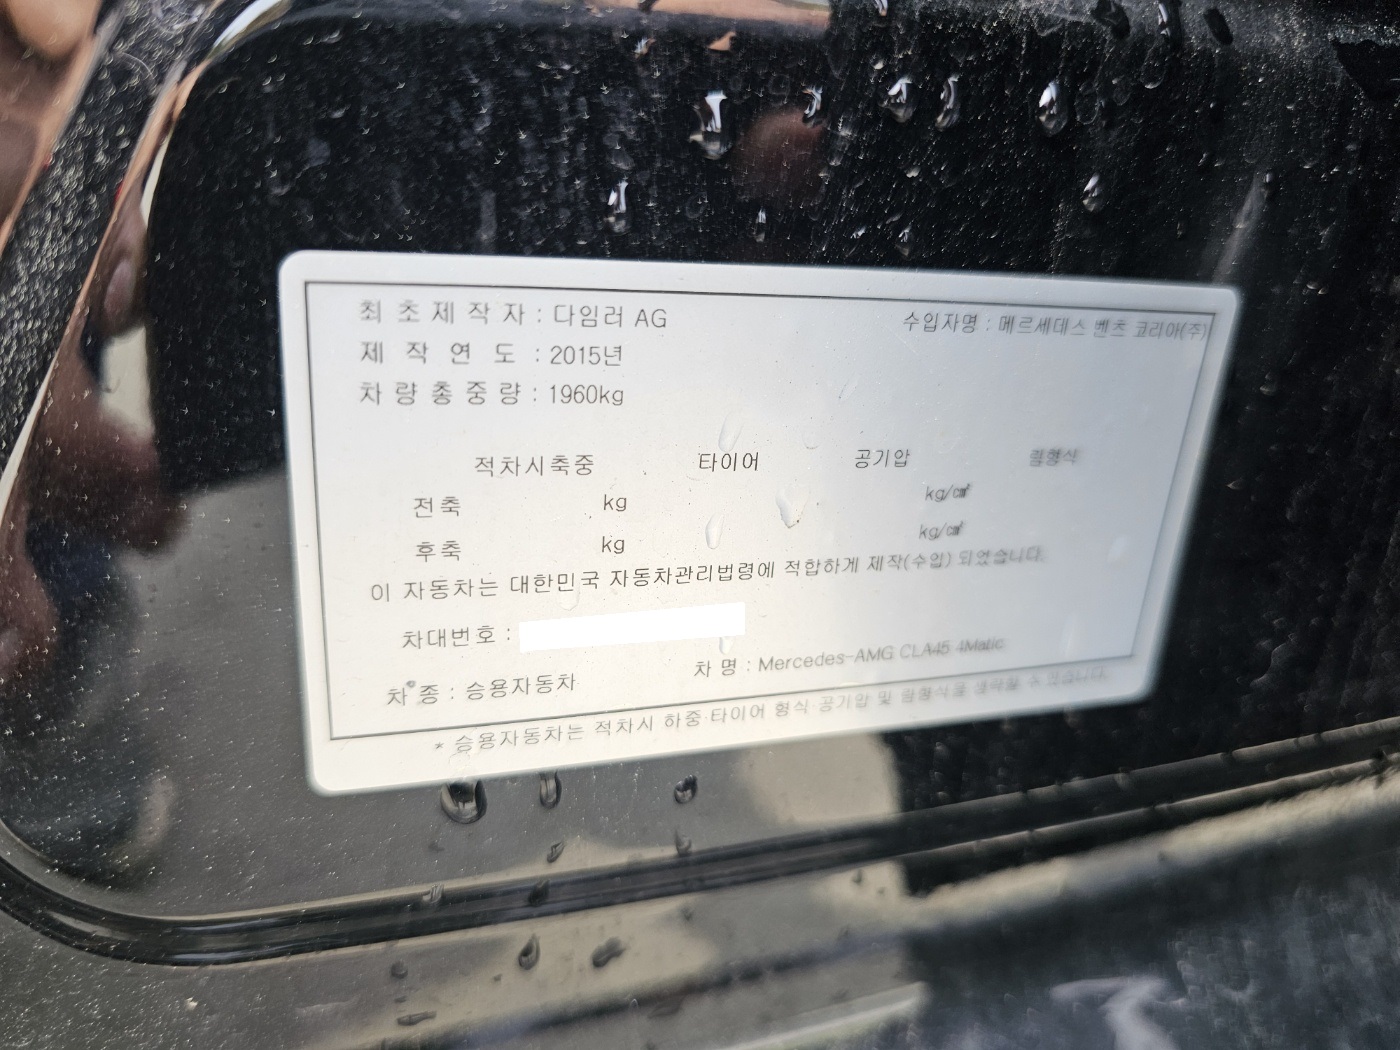 최초제작자 : 다임러 AG
수입자명 : 메르세데스 벤츠 코리아(주)
제작연도 : 2015년
차량총중량 : 1960kg
적차시축중 타이어 공기압 림형식
전축 kg kg/㎠
후축 kg kg/㎠
이 자동차는 대한민국 자동차관리법령에 적합하게 제작(수입) 되었습니다.
차대번호 :
차종 : 승용자동차 차명 : Mercedes-AMG CLA45 4Matic
* 승용자동차는 적차시 하중·타이어 형식·공기압 및 림형식을 생략할 수 있습니다.